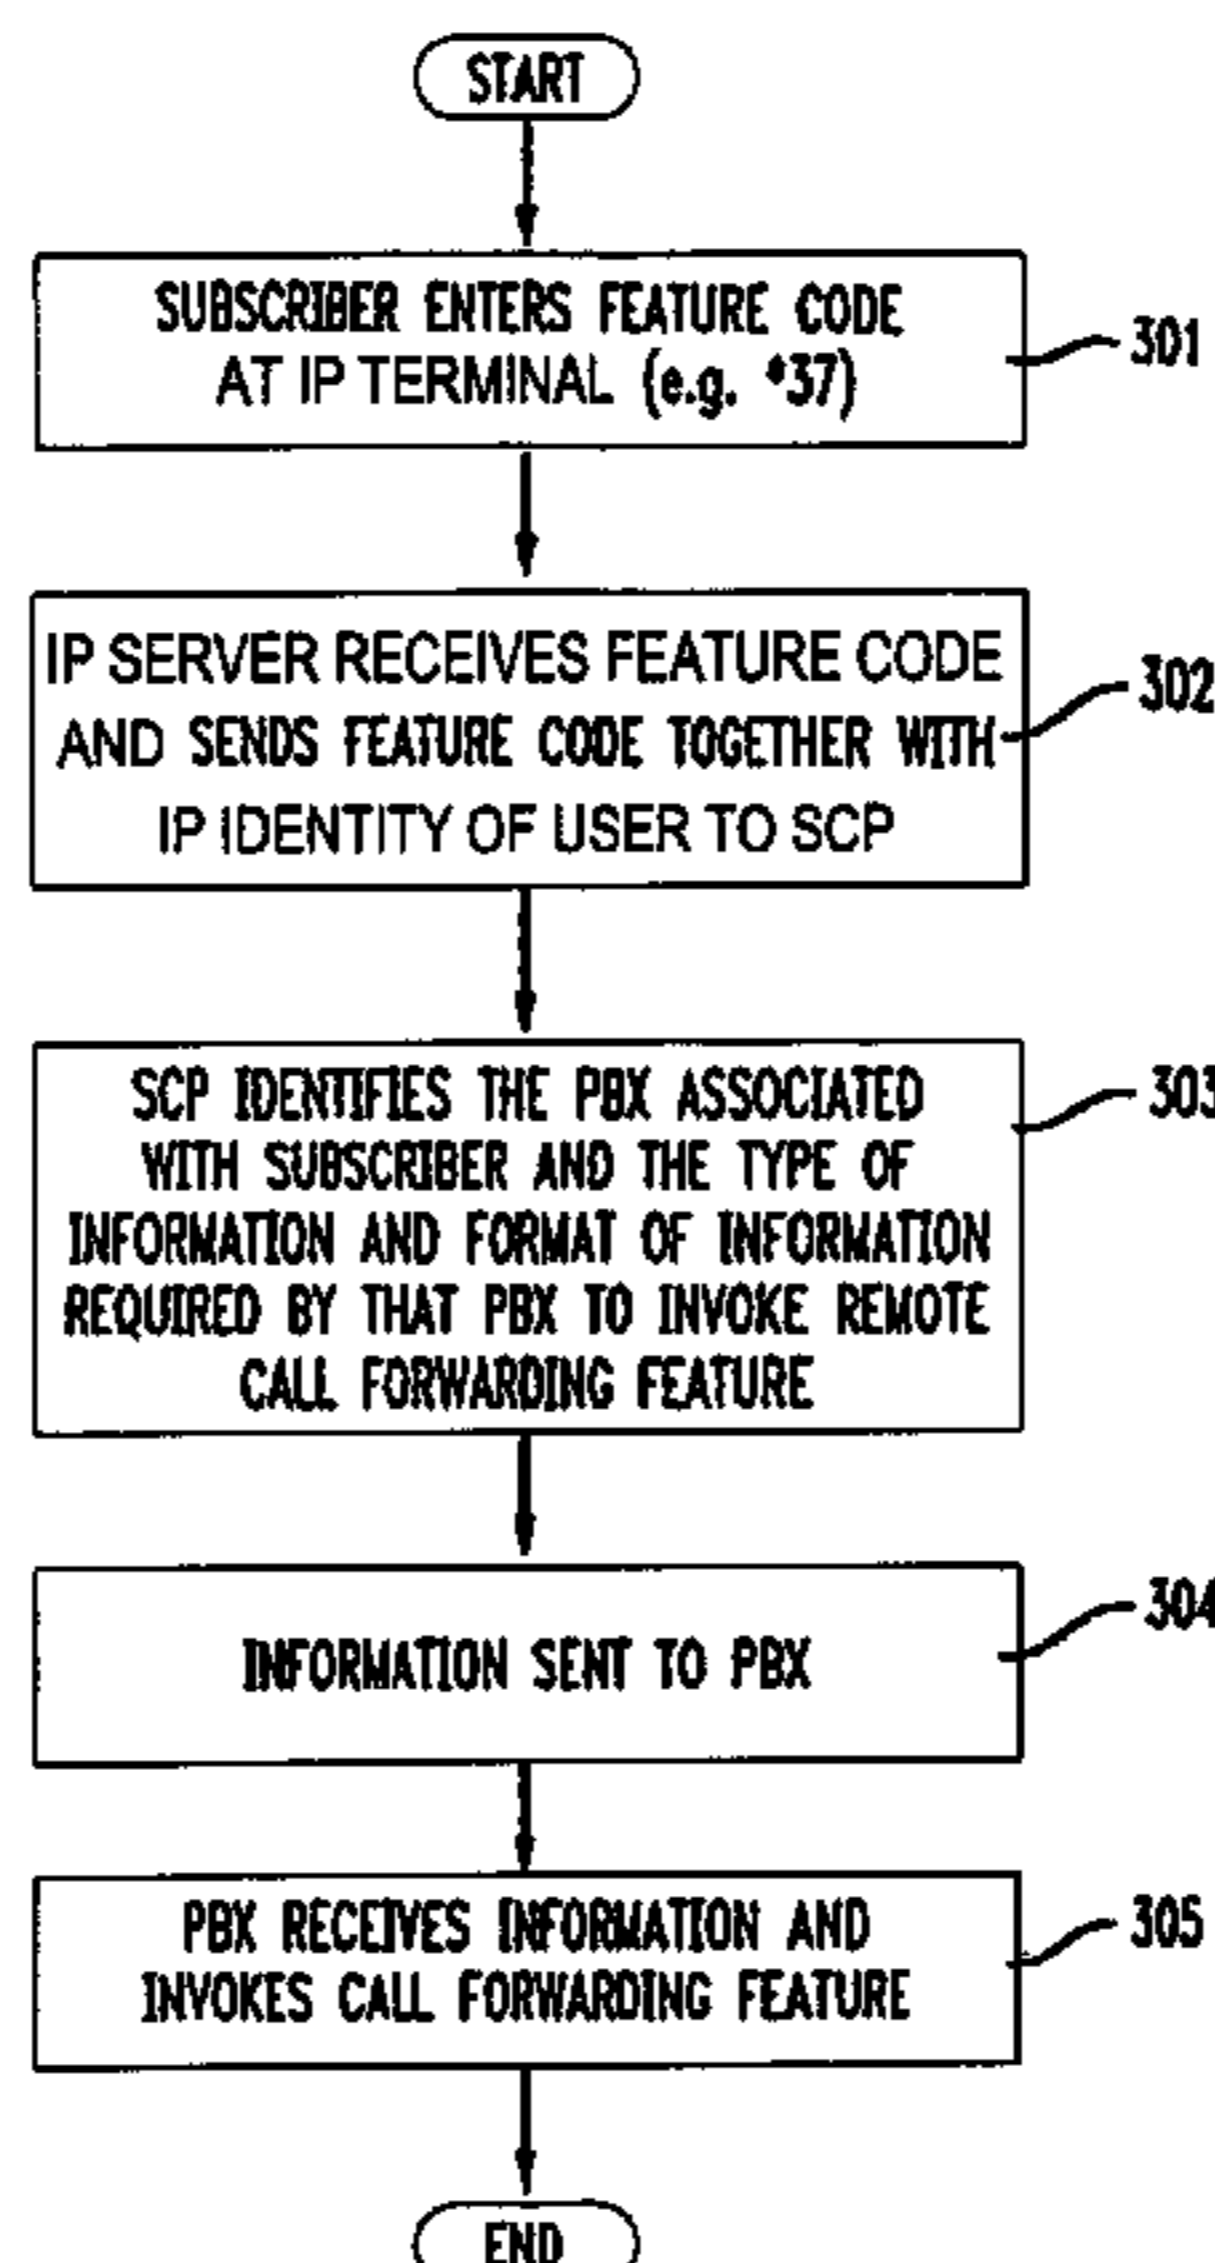 START
SUBSCRIBER ENTERS FEATURE CODE
AT IP TERMINAL (e.g. *37)
301
IP SERVER RECEIVES FEATURE CODE
AND SENDS FEATURE CODE TOGETHER WITH
IP IDENTITY OF USER TO SCP
302
SCP IDENTIFIES THE PBX ASSOCIATED
WITH SUBSCRIBER AND THE TYPE OF
INFORMATION AND FORMAT OF INFORMATION
REQUIRED BY THAT PBX TO INVOKE REMOTE
CALL FORWARDING FEATURE
303
INFORMATION SENT TO PBX
304
PBX RECEIVES INFORMATION AND
INVOKES CALL FORWARDING FEATURE
305
END